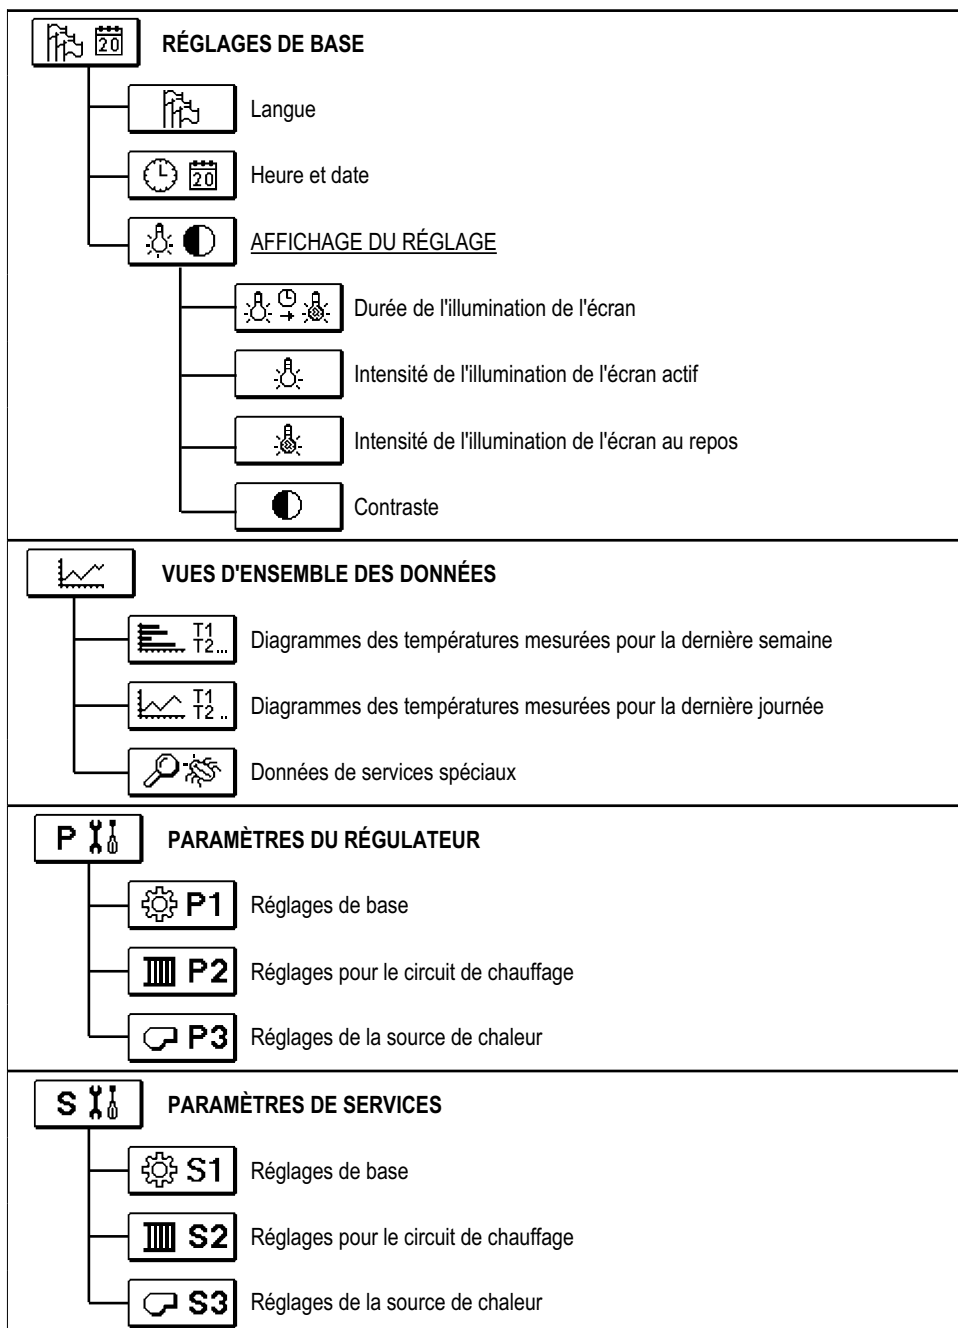 20 RÉGLAGES DE BASE
Langue
20 Heure et date
AFFICHAGE DU RÉGLAGE
Durée de l'illumination de l'écran
Intensité de l'illumination de l'écran actif
Intensité de l'illumination de l'écran au repos
Contraste
VUES D'ENSEMBLE DES DONNÉES
T1
T2... Diagrammes des températures mesurées pour la dernière semaine
T1
T2 .. Diagrammes des températures mesurées pour la dernière journée
Données de services spéciaux
P PARAMÈTRES DU RÉGULATEUR
P1 Réglages de base
P2 Réglages pour le circuit de chauffage
P3 Réglages de la source de chaleur
S PARAMÈTRES DE SERVICES
S1 Réglages de base
S2 Réglages pour le circuit de chauffage
S3 Réglages de la source de chaleur